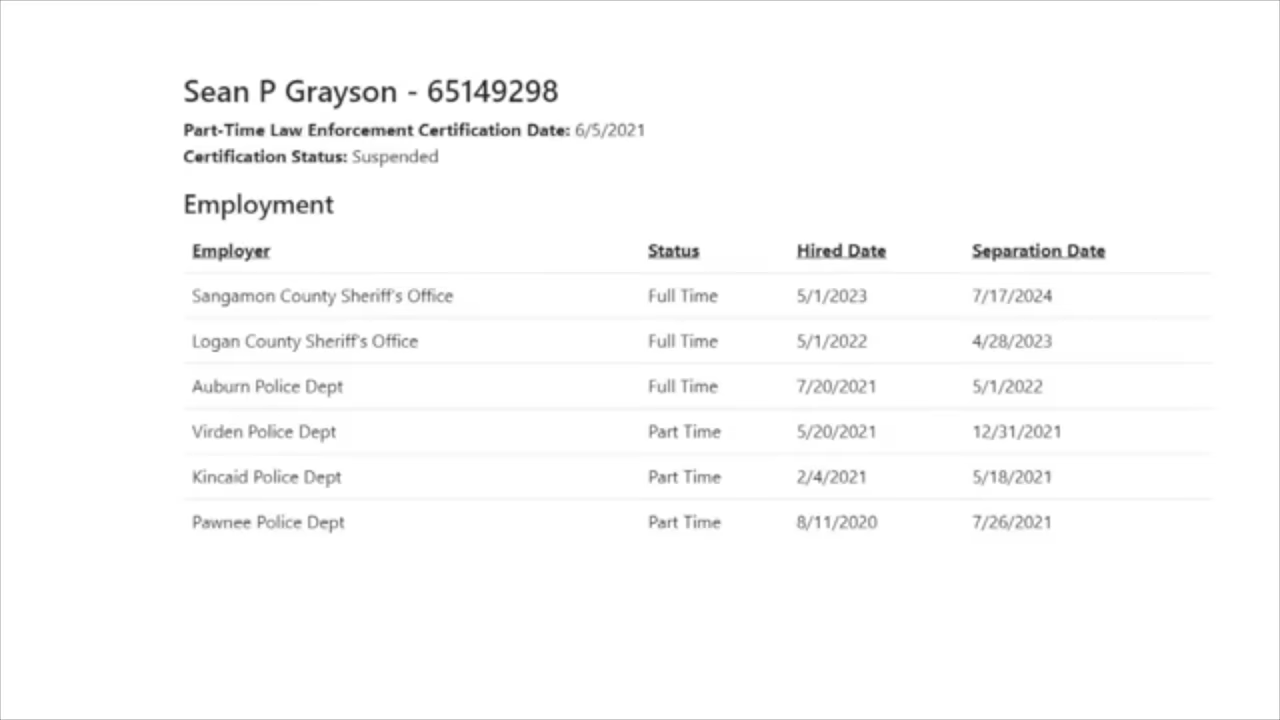 Sean P Grayson - 65149298
Part-Time Law Enforcement Certification Date: 6/5/2021
Certification Status: Suspended
Employment
Employer Status Hired Date Separation Date
Sangamon County Sheriff's Office Full Time 5/1/2023 7/17/2024
Logan County Sheriff's Office Full Time 5/1/2022 4/28/2023
Auburn Police Dept Full Time 7/20/2021 5/1/2022
Virden Police Dept Part Time 5/20/2021 12/31/2021
Kincaid Police Dept Part Time 2/4/2021 5/18/2021
Pawnee Police Dept Part Time 8/11/2020 7/26/2021